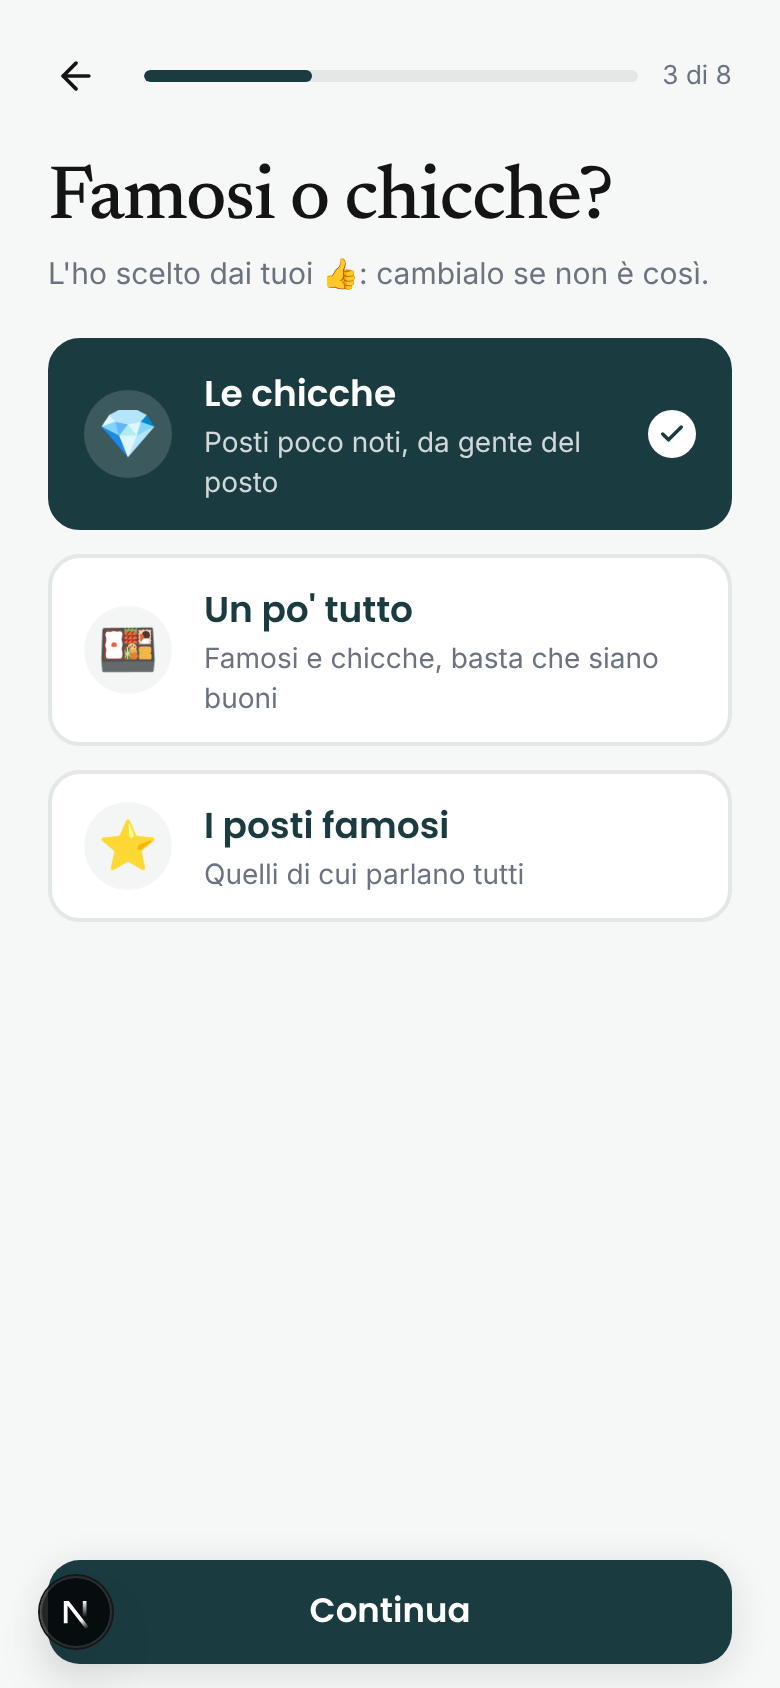 3 di 8
Famosi o chicche?
L'ho scelto dai tuoi 👍: cambialo se non è così.
Le chicche
Posti poco noti, da gente del
posto
Un po' tutto
Famosi e chicche, basta che siano
buoni
I posti famosi
Quelli di cui parlano tutti
N
Continua